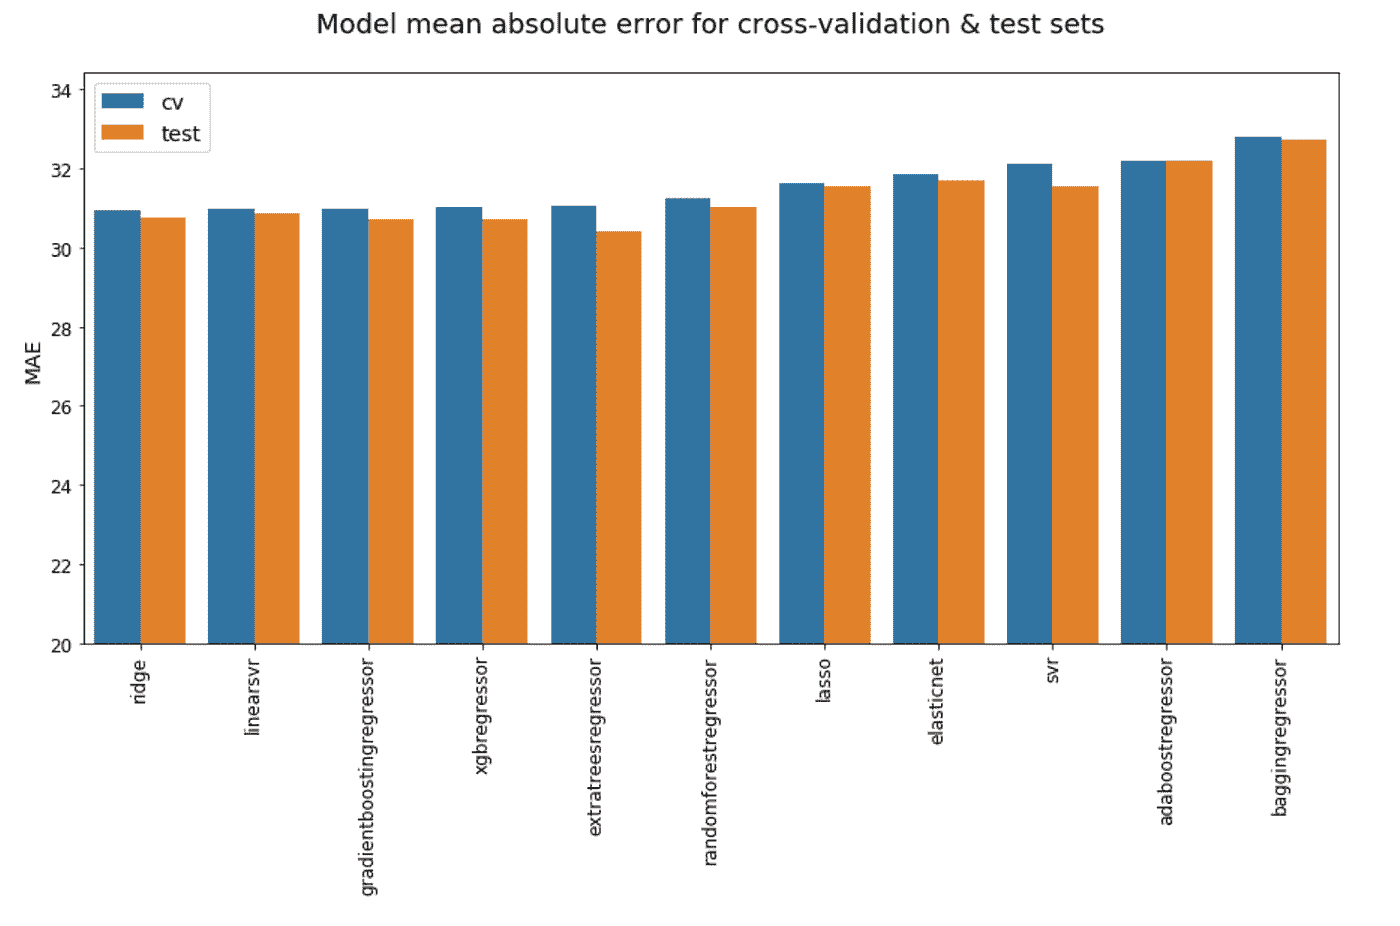 Model mean absolute error for cross-validation & test sets
cv
test
34
32
30
28
26
24
22
20
MAE
ridge
linearsvr
gradientboostingregressor
xgbregressor
extratreesregressor
randomforestregressor
lasso
elasticnet
svr
adaboostregressor
baggingregressor